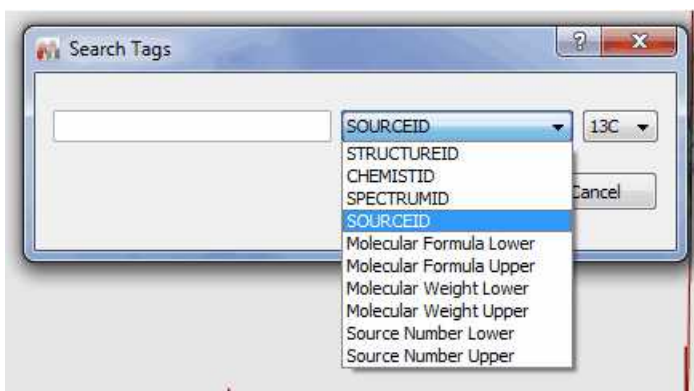 Search Tags
SOURCEID 13C
STRUCTUREID
CHEMISTID
SPECTRUMID
SOURCEID
Molecular Formula Lower
Molecular Formula Upper
Molecular Weight Lower
Molecular Weight Upper
Source Number Lower
Source Number Upper
Cancel